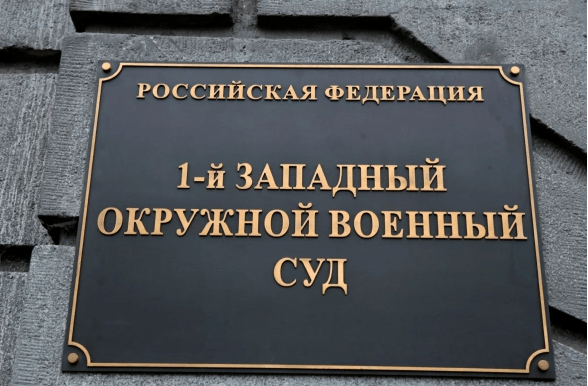 РОССИЙСКАЯ ФЕДЕРАЦИЯ
1-й ЗАПАДНЫЙ
ОКРУЖНОЙ ВОЕННЫЙ
СУД